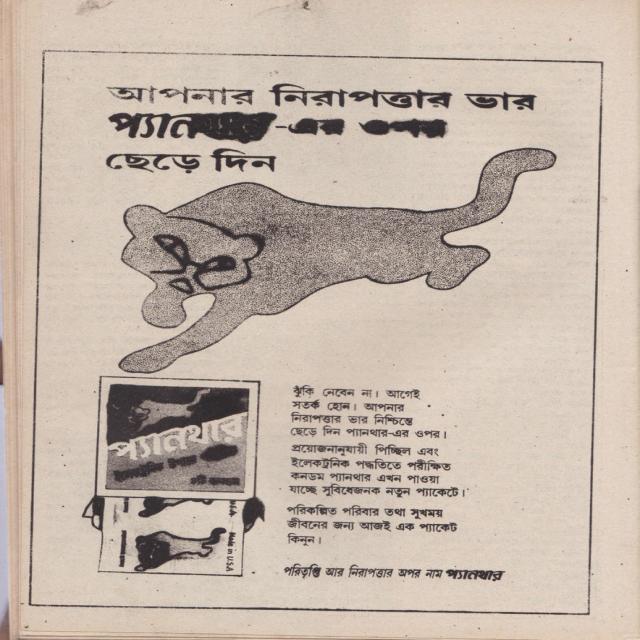 আপনার নিরাপত্তার ভার
প্যানথার-এর ওপর
ছেড়ে দিন
প্যানথার
Made in U.S.A
ঝুঁকি নেবেন না। আগেই
সতর্ক হোন। আপনার
নিরাপত্তার ভার নিশ্চিন্তে
ছেড়ে দিন প্যানথার-এর ওপর।
প্রয়োজনানুযায়ী পিচ্ছিল এবং
ইলেকট্রনিক পদ্ধতিতে পরীক্ষিত
কনডম প্যানথার এখন পাওয়া
যাচ্ছে সুবিধেজনক নতুন প্যাকেটে।
পরিকল্পিত পরিবার তথা সুখময়
জীবনের জন্য আজই এক প্যাকেট
কিনুন।
পরিতৃপ্তি আর নিরাপত্তার অপর নাম প্যানথার